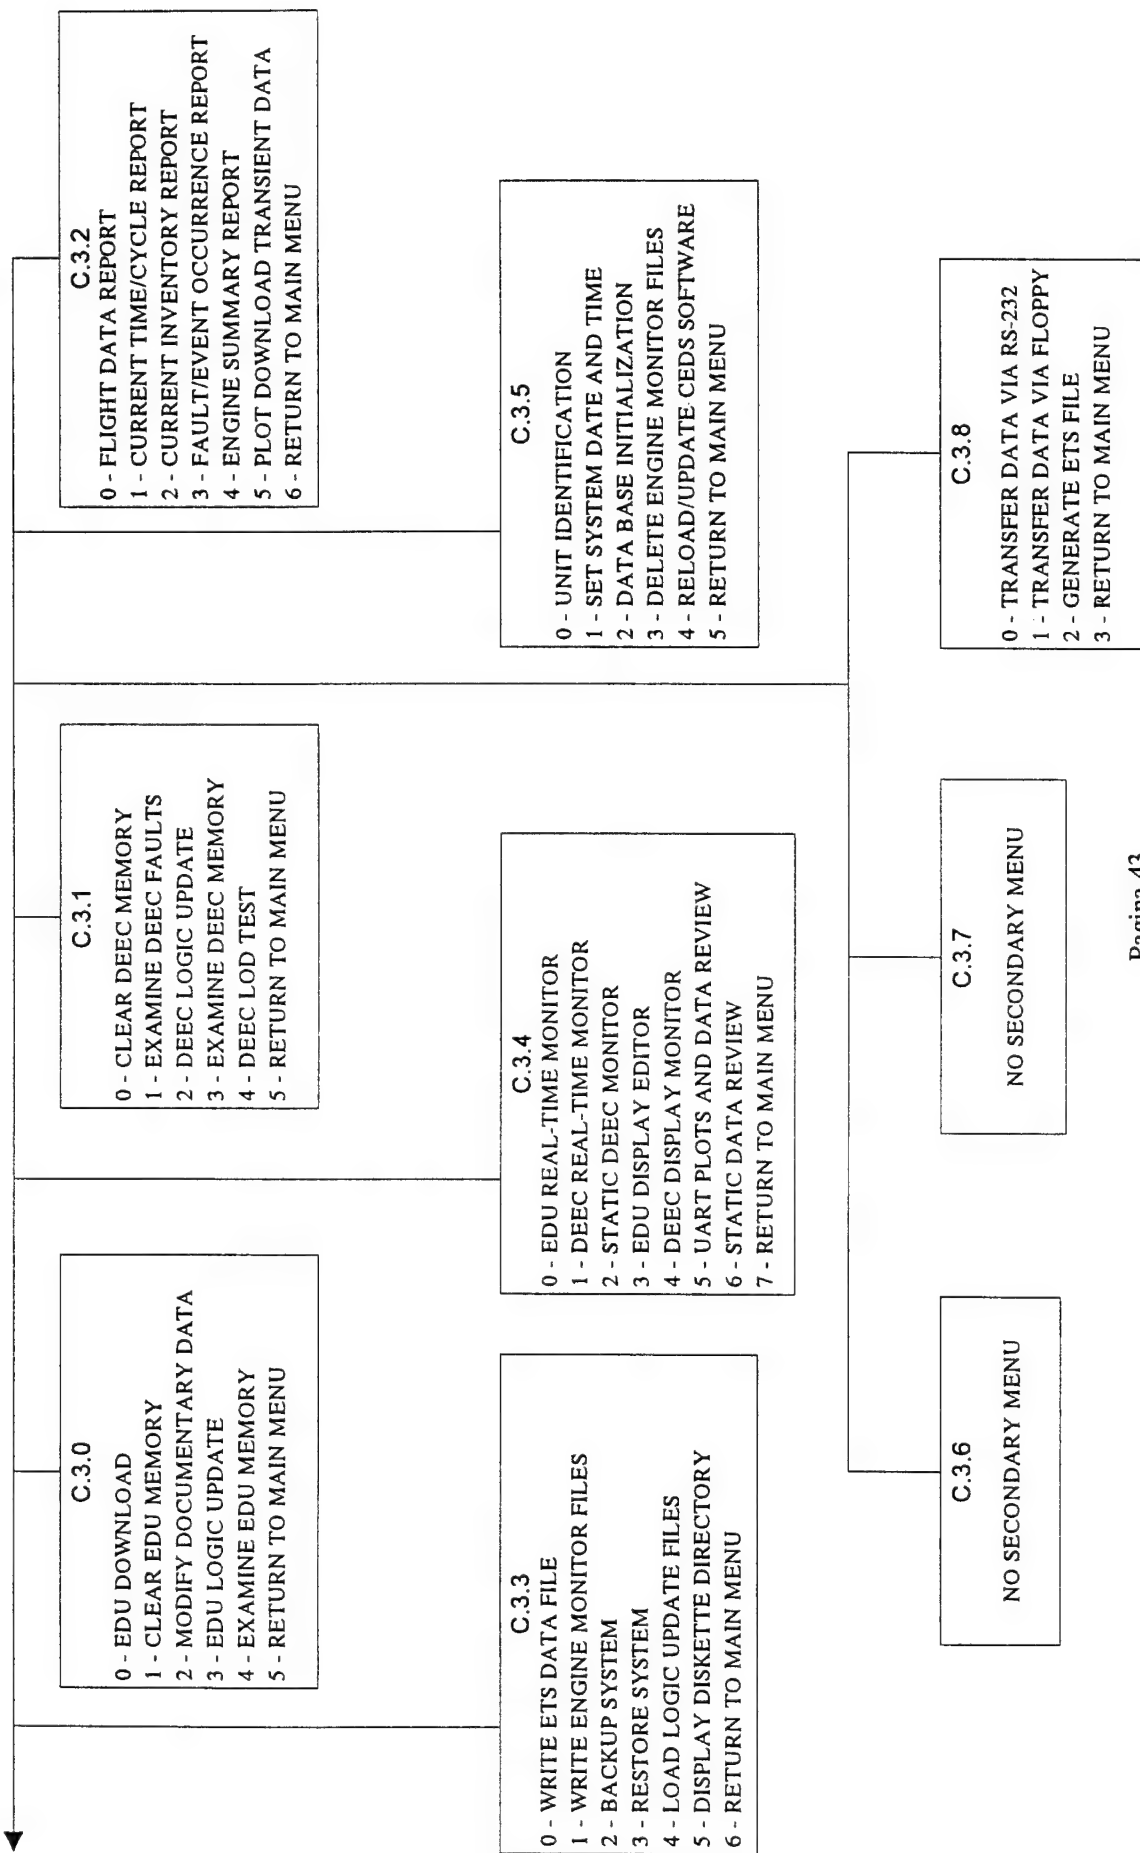 C.3.0
0 - EDU DOWNLOAD
1 - CLEAR EDU MEMORY
2 - MODIFY DOCUMENTARY DATA
3 - EDU LOGIC UPDATE
4 - EXAMINE EDU MEMORY
5 - RETURN TO MAIN MENU
C.3.1
0 - CLEAR DEEC MEMORY
1 - EXAMINE DEEC FAULTS
2 - DEEC LOGIC UPDATE
3 - EXAMINE DEEC MEMORY
4 - DEEC LOD TEST
5 - RETURN TO MAIN MENU
C.3.2
0 - FLIGHT DATA REPORT
1 - CURRENT TIME/CYCLE REPORT
2 - CURRENT INVENTORY REPORT
3 - FAULT/EVENT OCCURRENCE REPORT
4 - ENGINE SUMMARY REPORT
5 - PLOT DOWNLOAD TRANSIENT DATA
6 - RETURN TO MAIN MENU
C.3.3
0 - WRITE ETS DATA FILE
1 - WRITE ENGINE MONITOR FILES
2 - BACKUP SYSTEM
3 - RESTORE SYSTEM
4 - LOAD LOGIC UPDATE FILES
5 - DISPLAY DISKETTE DIRECTORY
6 - RETURN TO MAIN MENU
C.3.4
0 - EDU REAL-TIME MONITOR
1 - DEEC REAL-TIME MONITOR
2 - STATIC DEEC MONITOR
3 - EDU DISPLAY EDITOR
4 - DEEC DISPLAY MONITOR
5 - UART PLOTS AND DATA REVIEW
6 - STATIC DATA REVIEW
7 - RETURN TO MAIN MENU
C.3.5
0 - UNIT IDENTIFICATION
1 - SET SYSTEM DATE AND TIME
2 - DATA BASE INITIALIZATION
3 - DELETE ENGINE MONITOR FILES
4 - RELOAD/UPDATE CEDS SOFTWARE
5 - RETURN TO MAIN MENU
C.3.6
NO SECONDARY MENU
C.3.7
NO SECONDARY MENU
C.3.8
0 - TRANSFER DATA VIA RS-232
1 - TRANSFER DATA VIA FLOPPY
2 - GENERATE ETS FILE
3 - RETURN TO MAIN MENU
Pagina 43